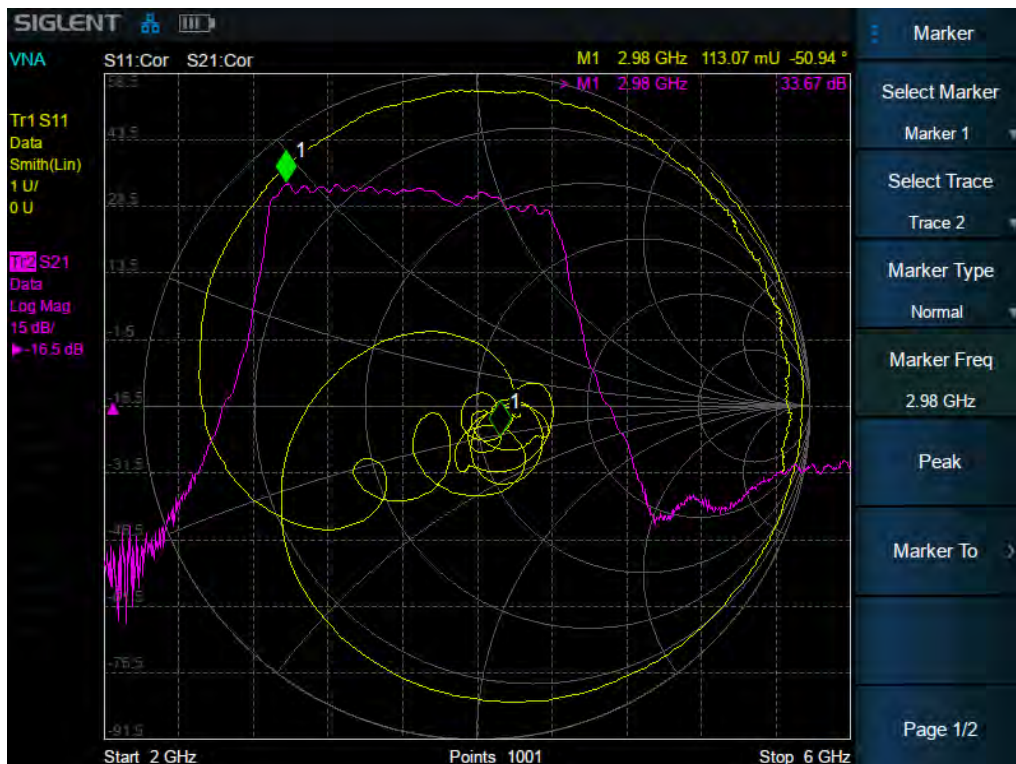 SIGLENT
VNA
S11:Cor S21:Cor
M1 2.98 GHz 113.07 mU -50.94 °
> M1 2.98 GHz 33.67 dB
Tr1 S11
Data
Smith(Lin)
1 U/
0 U
Tr2 S21
Data
Log Mag
15 dB/
-16.5 dB
58.5
43.5
28.5
13.5
-1.5
-16.5
-31.5
-46.5
-76.5
-91.5
1
1
Start 2 GHz
Points 1001
Stop 6 GHz
Marker
Select Marker
Marker 1
Select Trace
Trace 2
Marker Type
Normal
Marker Freq
2.98 GHz
Peak
Marker To
Page 1/2